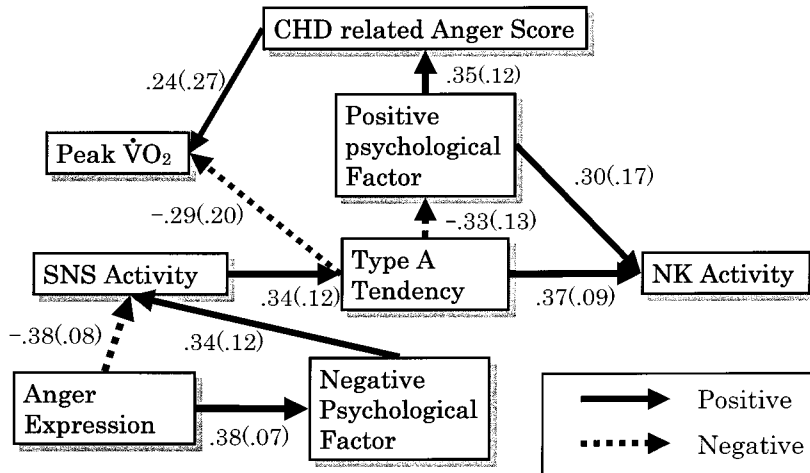 CHD related Anger Score
.24(.27)
.35(.12)
Positive
psychological
Factor
Peak V̇O₂
.30(.17)
-.29(.20)
-.33(.13)
SNS Activity
.34(.12)
Type A
Tendency
.37(.09)
NK Activity
-.38(.08)
.34(.12)
Anger
Expression
.38(.07)
Negative
Psychological
Factor
Positive
Negative